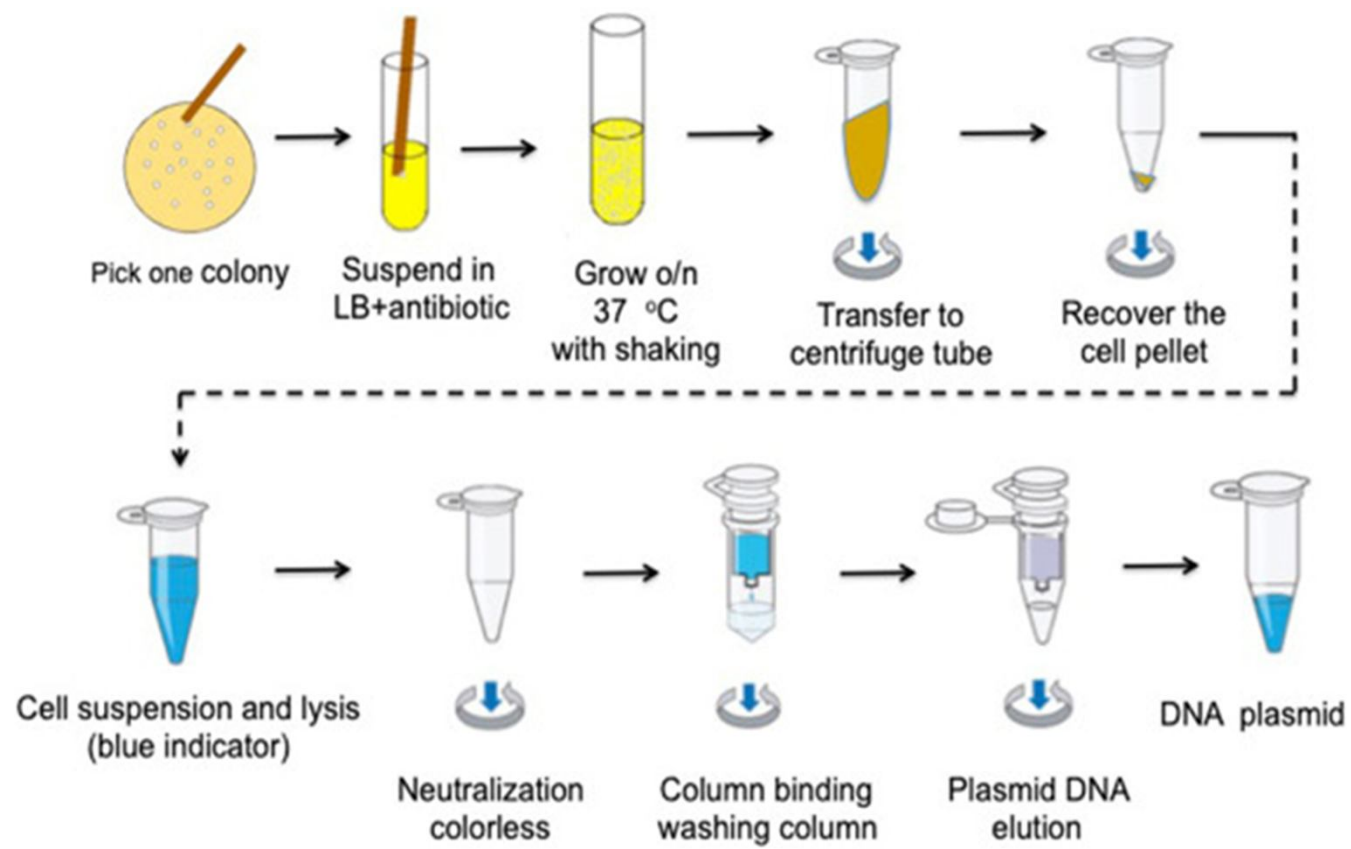 Pick one colony
Suspend in
LB+antibiotic
Grow o/n
37 ºC
with shaking
Transfer to
centrifuge tube
Recover the
cell pellet
Cell suspension and lysis
(blue indicator)
Neutralization
colorless
Column binding
washing column
Plasmid DNA
elution
DNA plasmid